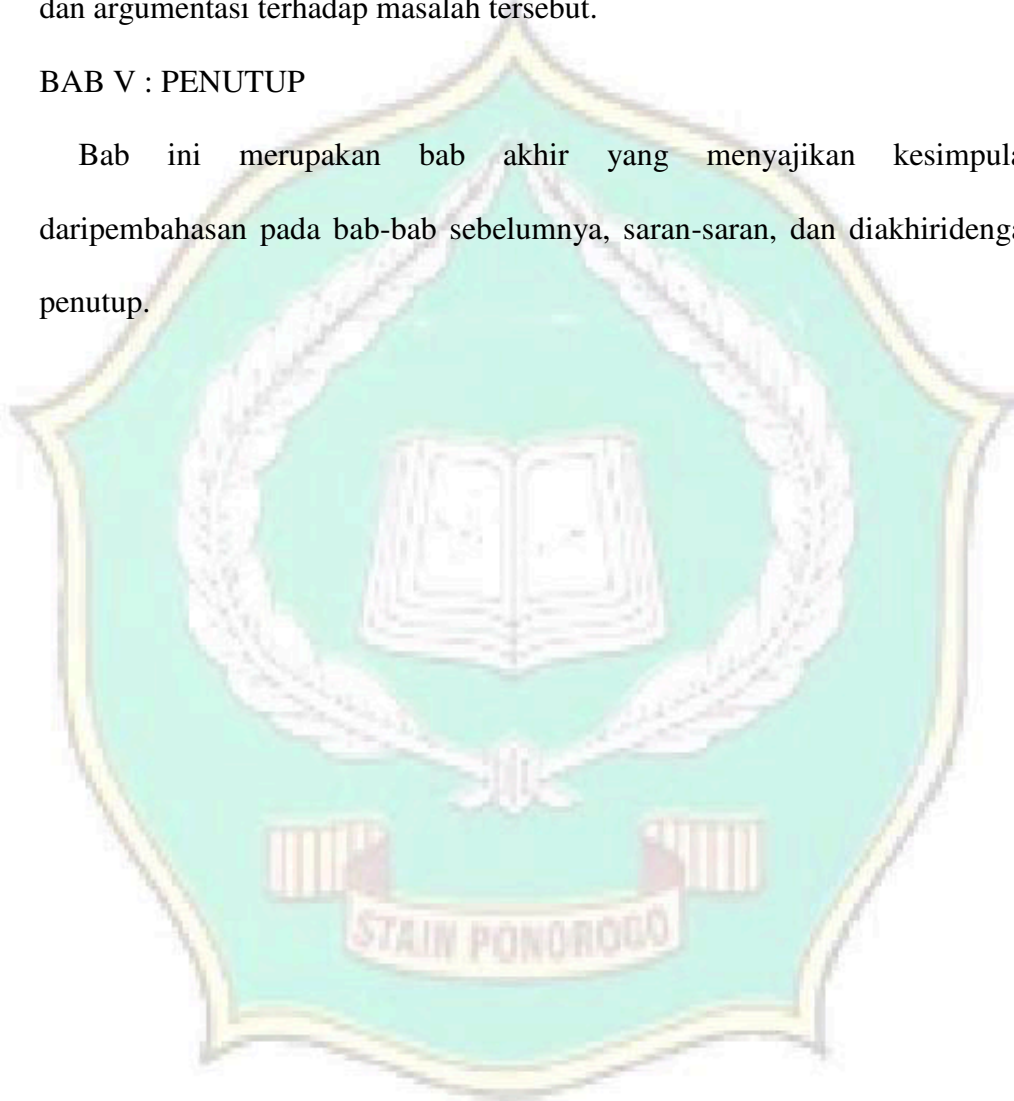 dan argumentasi terhadap masalah tersebut.
BAB V : PENUTUP
Bab ini merupakan bab akhir yang menyajikan kesimpula
daripembahasan pada bab-bab sebelumnya, saran-saran, dan diakhiridenga
penutup.
STAIN PONOROGO